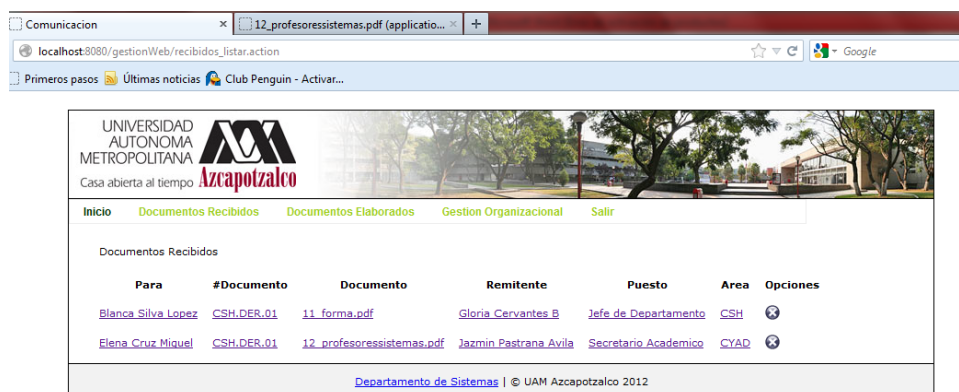 Comunicacion
12_profesoressistemas.pdf (applicatio...
localhost:8080/gestionWeb/recibidos_listar.action
Google
Primeros pasos Últimas noticias Club Penguin - Activar...
UNIVERSIDAD
AUTONOMA
METROPOLITANA
Casa abierta al tiempo Azcapotzalco
Inicio Documentos Recibidos Documentos Elaborados Gestion Organizacional Salir
Documentos Recibidos
Para #Documento Documento Remitente Puesto Area Opciones
Blanca Silva Lopez CSH.DER.01 11_forma.pdf Gloria Cervantes B Jefe de Departamento CSH
Elena Cruz Miguel CSH.DER.01 12_profesoressistemas.pdf Jazmin Pastrana Avila Secretario Academico CYAD
Departamento de Sistemas | © UAM Azcapotzalco 2012